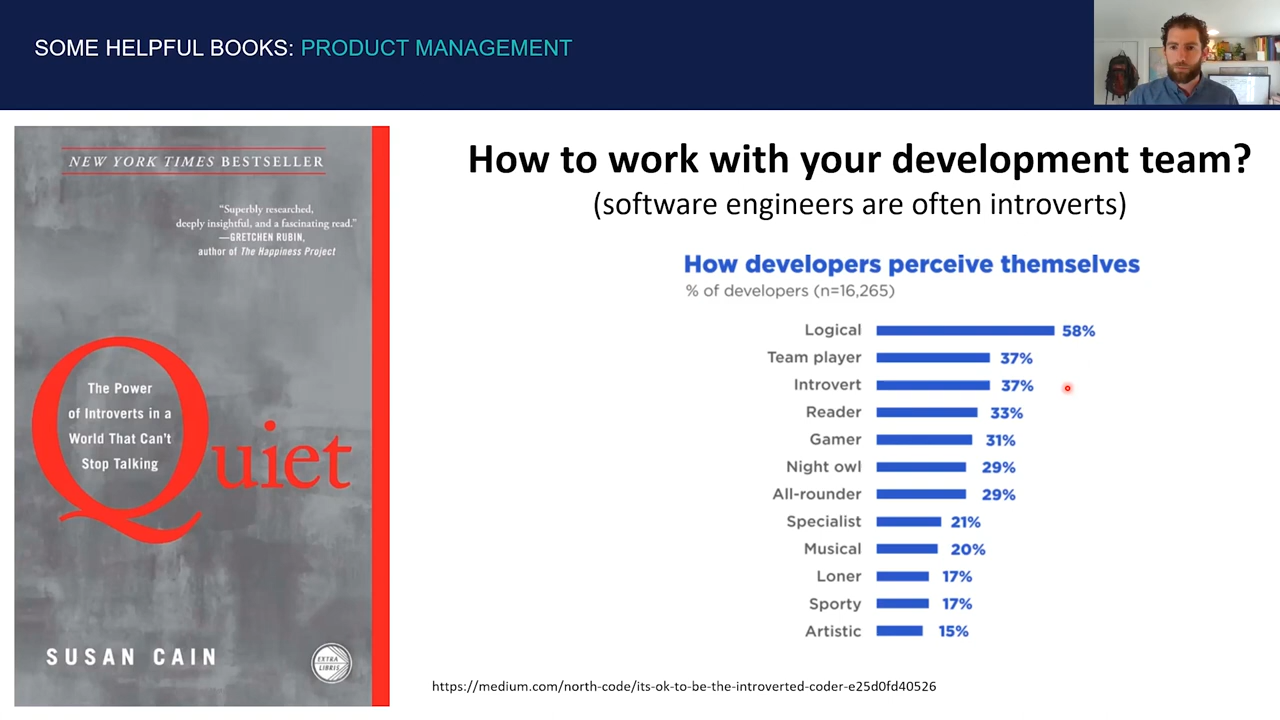 SOME HELPFUL BOOKS: PRODUCT MANAGEMENT
NEW YORK TIMES BESTSELLER
“Superbly researched,
deeply insightful, and a fascinating read.”
—GRETCHEN RUBIN,
author of The Happiness Project
The Power
of Introverts in a
World That Can't
Stop Talking
Quiet
SUSAN CAIN
EXTRA
LIBRIS
How to work with your development team?
(software engineers are often introverts)
How developers perceive themselves
% of developers (n=16,265)
Logical 58%
Team player 37%
Introvert 37%
Reader 33%
Gamer 31%
Night owl 29%
All-rounder 29%
Specialist 21%
Musical 20%
Loner 17%
Sporty 17%
Artistic 15%
https://medium.com/north-code/its-ok-to-be-the-introverted-coder-e25d0fd40526